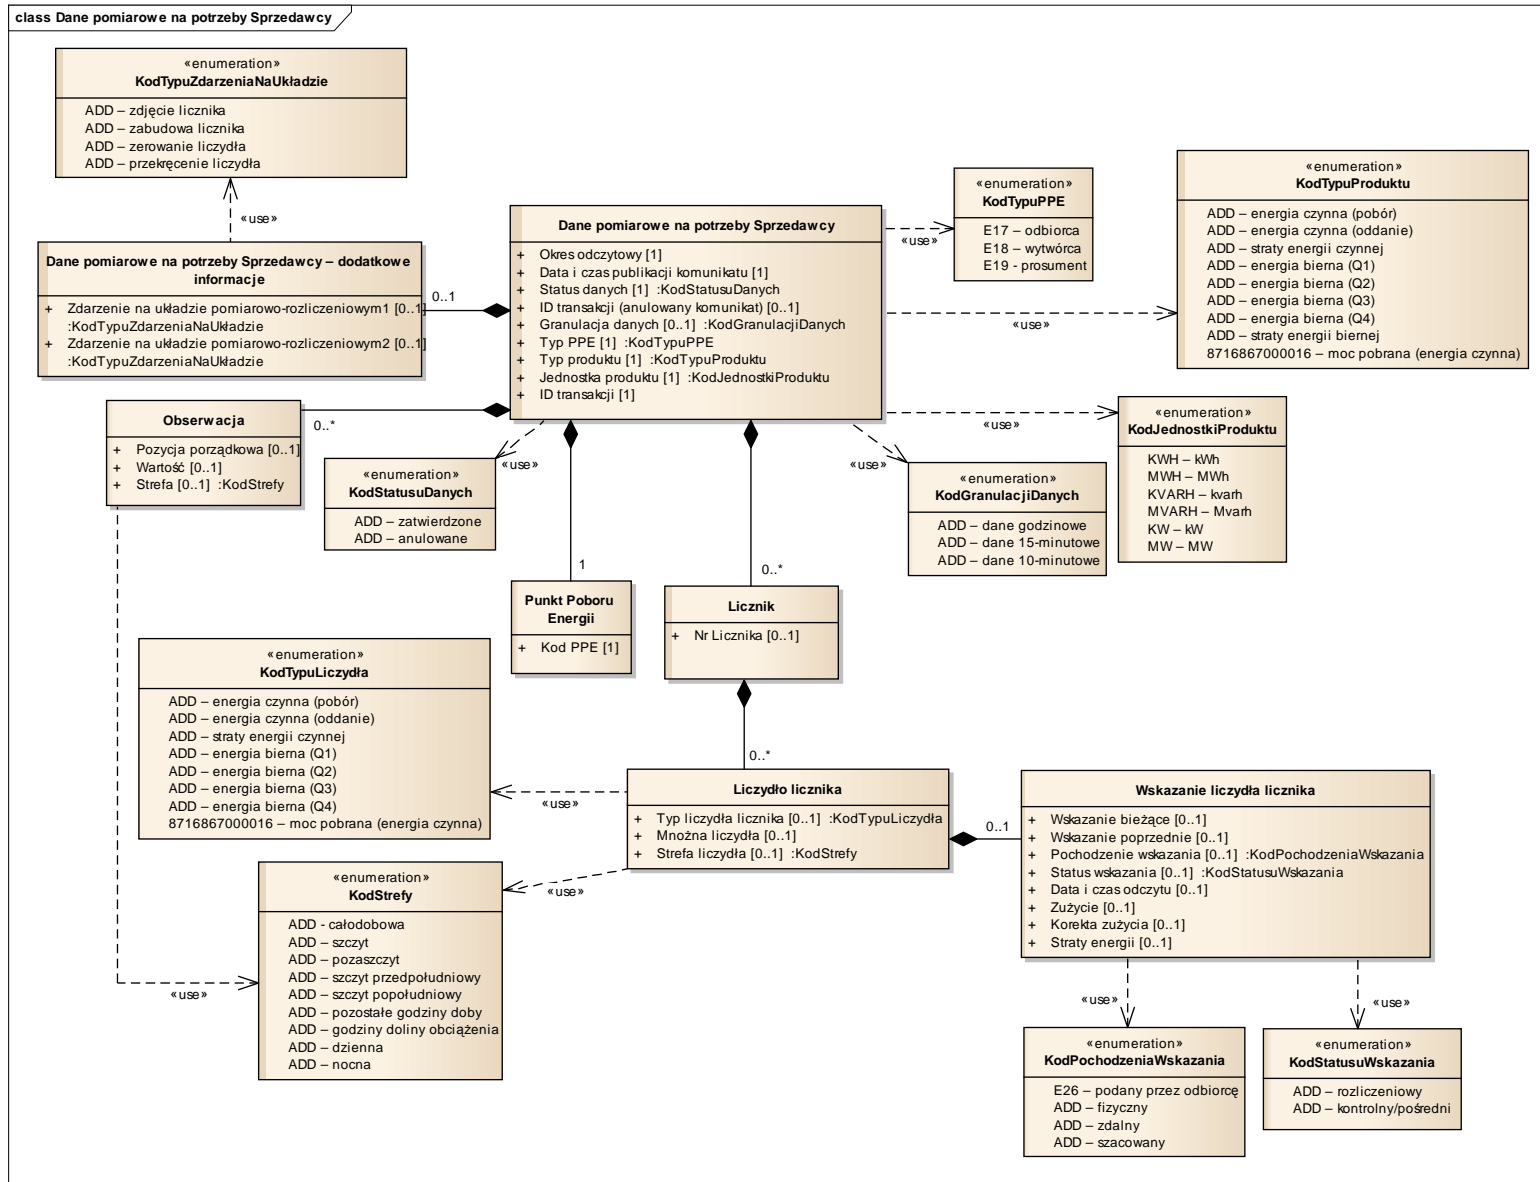 class Dane pomiarowe na potrzeby Sprzedawcy
«enumeration»
KodTypuZdarzeniaNaUkładzie
ADD – zdjęcie licznika
ADD – zabudowa licznika
ADD – zerowanie liczydła
ADD – przekręcenie liczydła
«use»
Dane pomiarowe na potrzeby Sprzedawcy – dodatkowe
informacje
+ Zdarzenie na układzie pomiarowo-rozliczeniowym1 [0..1]
:KodTypuZdarzeniaNaUkładzie
+ Zdarzenie na układzie pomiarowo-rozliczeniowym2 [0..1]
:KodTypuZdarzeniaNaUkładzie
0..1
Dane pomiarowe na potrzeby Sprzedawcy
+ Okres odczytowy [1]
+ Data i czas publikacji komunikatu [1]
+ Status danych [1] :KodStatusuDanych
+ ID transakcji (anulowany komunikat) [0..1]
+ Granulacja danych [0..1] :KodGranulacjiDanych
+ Typ PPE [1] :KodTypuPPE
+ Typ produktu [1] :KodTypuProduktu
+ Jednostka produktu [1] :KodJednostkiProduktu
+ ID transakcji [1]
«use»
«enumeration»
KodTypuPPE
E17 – odbiorca
E18 – wytwórca
E19 - prosument
«use»
«enumeration»
KodTypuProduktu
ADD – energia czynna (pobór)
ADD – energia czynna (oddanie)
ADD – straty energii czynnej
ADD – energia bierna (Q1)
ADD – energia bierna (Q2)
ADD – energia bierna (Q3)
ADD – energia bierna (Q4)
ADD – straty energii biernej
8716867000016 – moc pobrana (energia czynna)
Obserwacja
+ Pozycja porządkowa [0..1]
+ Wartość [0..1]
+ Strefa [0..1] :KodStrefy
0..*
«use»
«enumeration»
KodStatusuDanych
ADD – zatwierdzone
ADD – anulowane
«use»
«enumeration»
KodGranulacjiDanych
ADD – dane godzinowe
ADD – dane 15-minutowe
ADD – dane 10-minutowe
«use»
«enumeration»
KodJednostkiProduktu
KWH – kWh
MWH – MWh
KVARH – kvarh
MVARH – Mvarh
KW – kW
MW – MW
1
Punkt Poboru
Energii
+ Kod PPE [1]
0..*
Licznik
+ Nr Licznika [0..1]
«enumeration»
KodTypuLiczydła
ADD – energia czynna (pobór)
ADD – energia czynna (oddanie)
ADD – straty energii czynnej
ADD – energia bierna (Q1)
ADD – energia bierna (Q2)
ADD – energia bierna (Q3)
ADD – energia bierna (Q4)
8716867000016 – moc pobrana (energia czynna)
«use»
0..*
Liczydło licznika
+ Typ liczydła licznika [0..1] :KodTypuLiczydła
+ Mnożna liczydła [0..1]
+ Strefa liczydła [0..1] :KodStrefy
0..1
Wskazanie liczydła licznika
+ Wskazanie bieżące [0..1]
+ Wskazanie poprzednie [0..1]
+ Pochodzenie wskazania [0..1] :KodPochodzeniaWskazania
+ Status wskazania [0..1] :KodStatusuWskazania
+ Data i czas odczytu [0..1]
+ Zużycie [0..1]
+ Korekta zużycia [0..1]
+ Straty energii [0..1]
«use»
«enumeration»
KodStrefy
ADD - całodobowa
ADD – szczyt
ADD – pozaszczyt
ADD – szczyt przedpołudniowy
ADD – szczyt popołudniowy
ADD – pozostałe godziny doby
ADD – godziny doliny obciążenia
ADD – dzienna
ADD – nocna
«use»
«use»
«enumeration»
KodPochodzeniaWskazania
E26 – podany przez odbiorcę
ADD – fizyczny
ADD – zdalny
ADD – szacowany
«use»
«enumeration»
KodStatusuWskazania
ADD – rozliczeniowy
ADD – kontrolny/pośredni